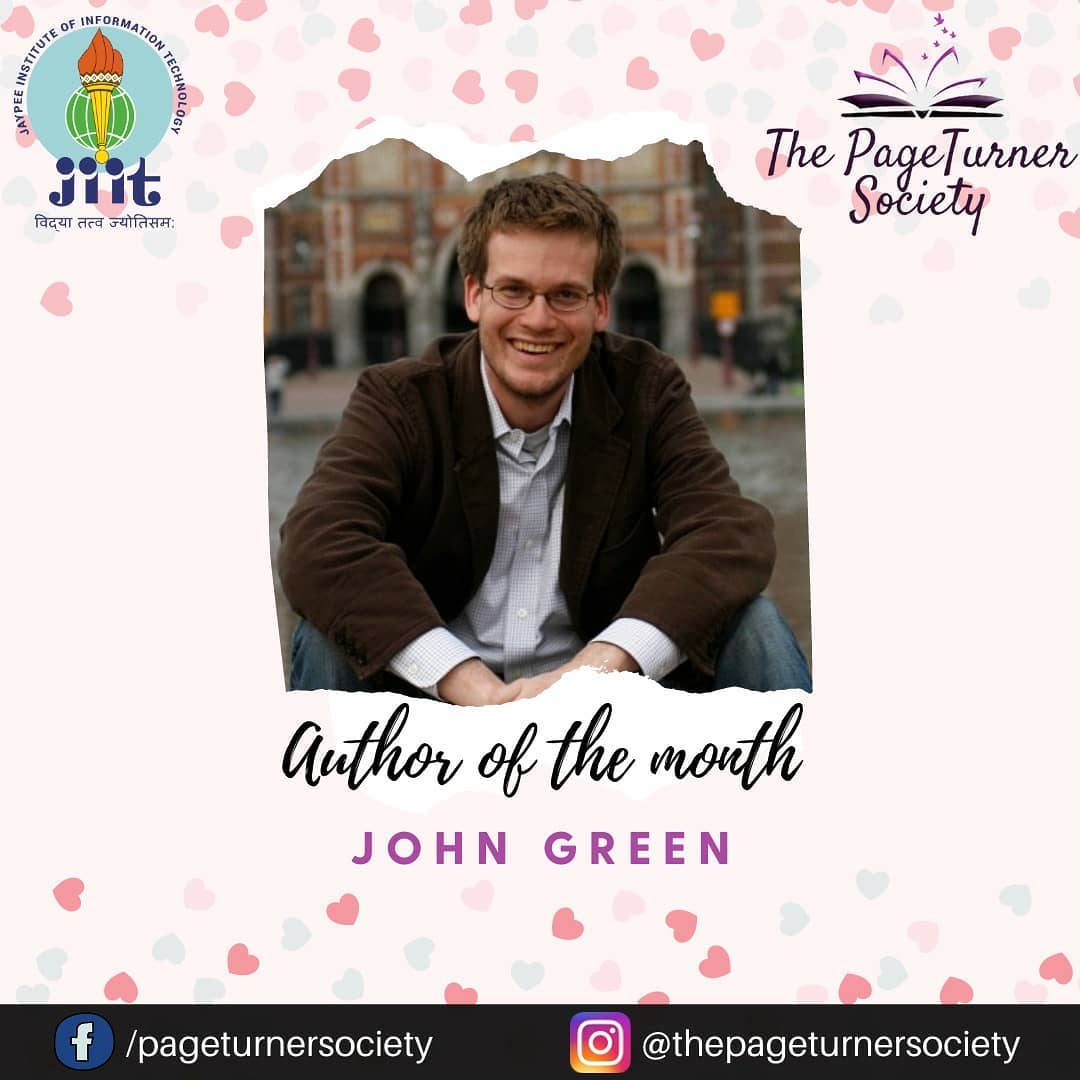 JAYPEE INSTITUTE OF INFORMATION TECHNOLOGY
jiit
विद्या तत्व ज्योतिसम:
The PageTurner
Society
Author of the month
JOHN GREEN
f /pageturnersociety
@thepageturnersociety